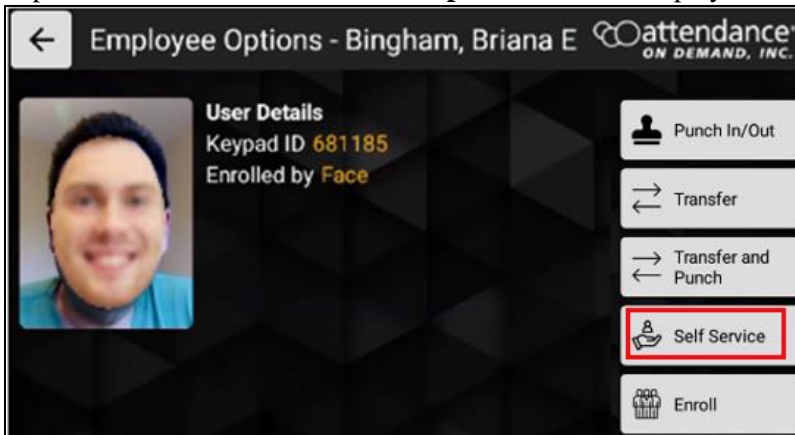 Employee Options - Bingham, Briana E
attendance
ON DEMAND, INC.
User Details
Keypad ID 681185
Enrolled by Face
Punch In/Out
Transfer
Transfer and
Punch
Self Service
Enroll